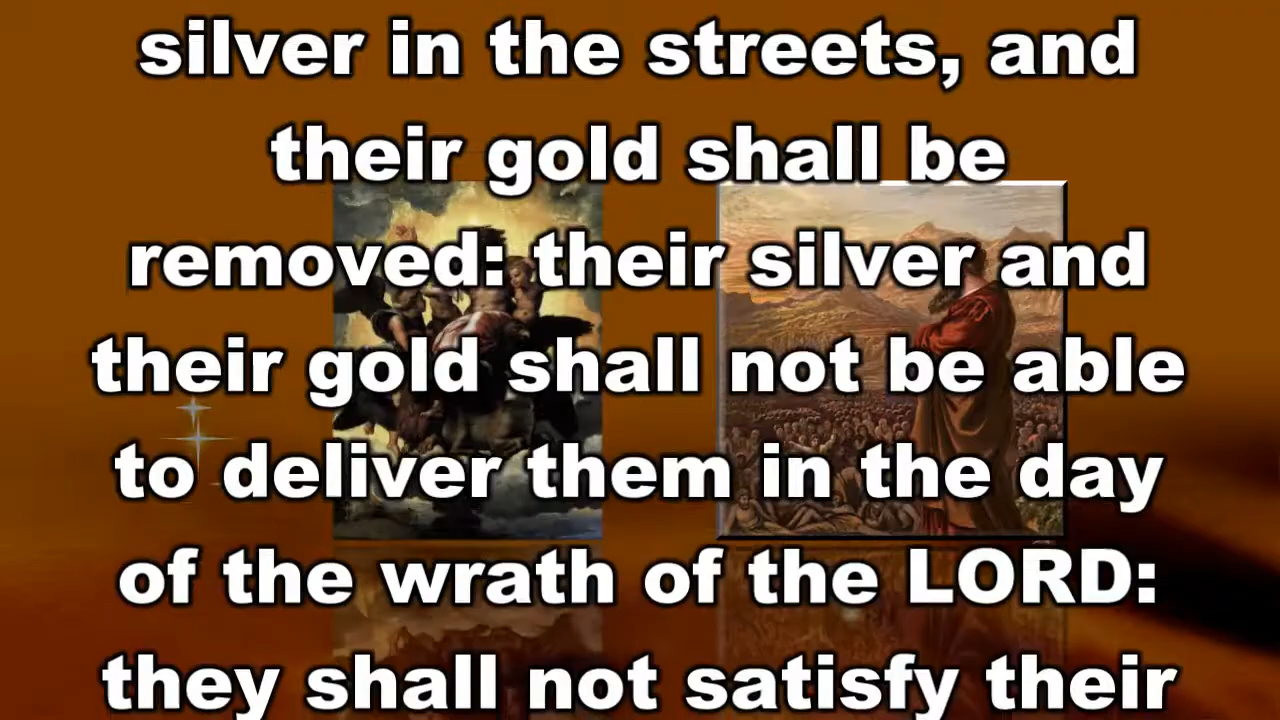 silver in the streets, and
their gold shall be
removed: their silver and
their gold shall not be able
to deliver them in the day
of the wrath of the LORD:
they shall not satisfy their